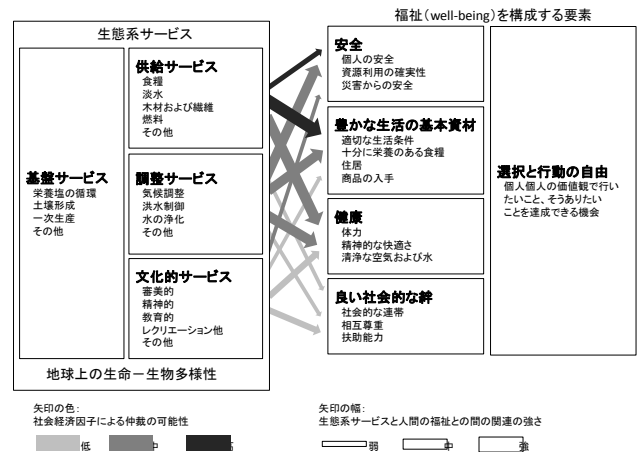 生態系サービス
福祉(well-being)を構成する要素
供給サービス
食糧
淡水
木材および繊維
燃料
その他
基盤サービス
栄養塩の循環
土壌形成
一次生産
その他
調整サービス
気候調整
洪水制御
水の浄化
その他
文化的サービス
審美的
精神的
教育的
レクリエーション他
その他
地球上の生命－生物多様性
安全
個人の安全
資源利用の確実性
災害からの安全
豊かな生活の基本資材
適切な生活条件
十分に栄養のある食糧
住居
商品の入手
健康
体力
精神的な快適さ
清浄な空気および水
良い社会的な絆
社会的な連帯
相互尊重
扶助能力
選択と行動の自由
個人個人の価値観で行い
たいこと、そうありたい
ことを達成できる機会
矢印の色：
社会経済因子による仲裁の可能性
低 中 高
矢印の幅：
生態系サービスと人間の福祉との間の関連の強さ
弱 中 強